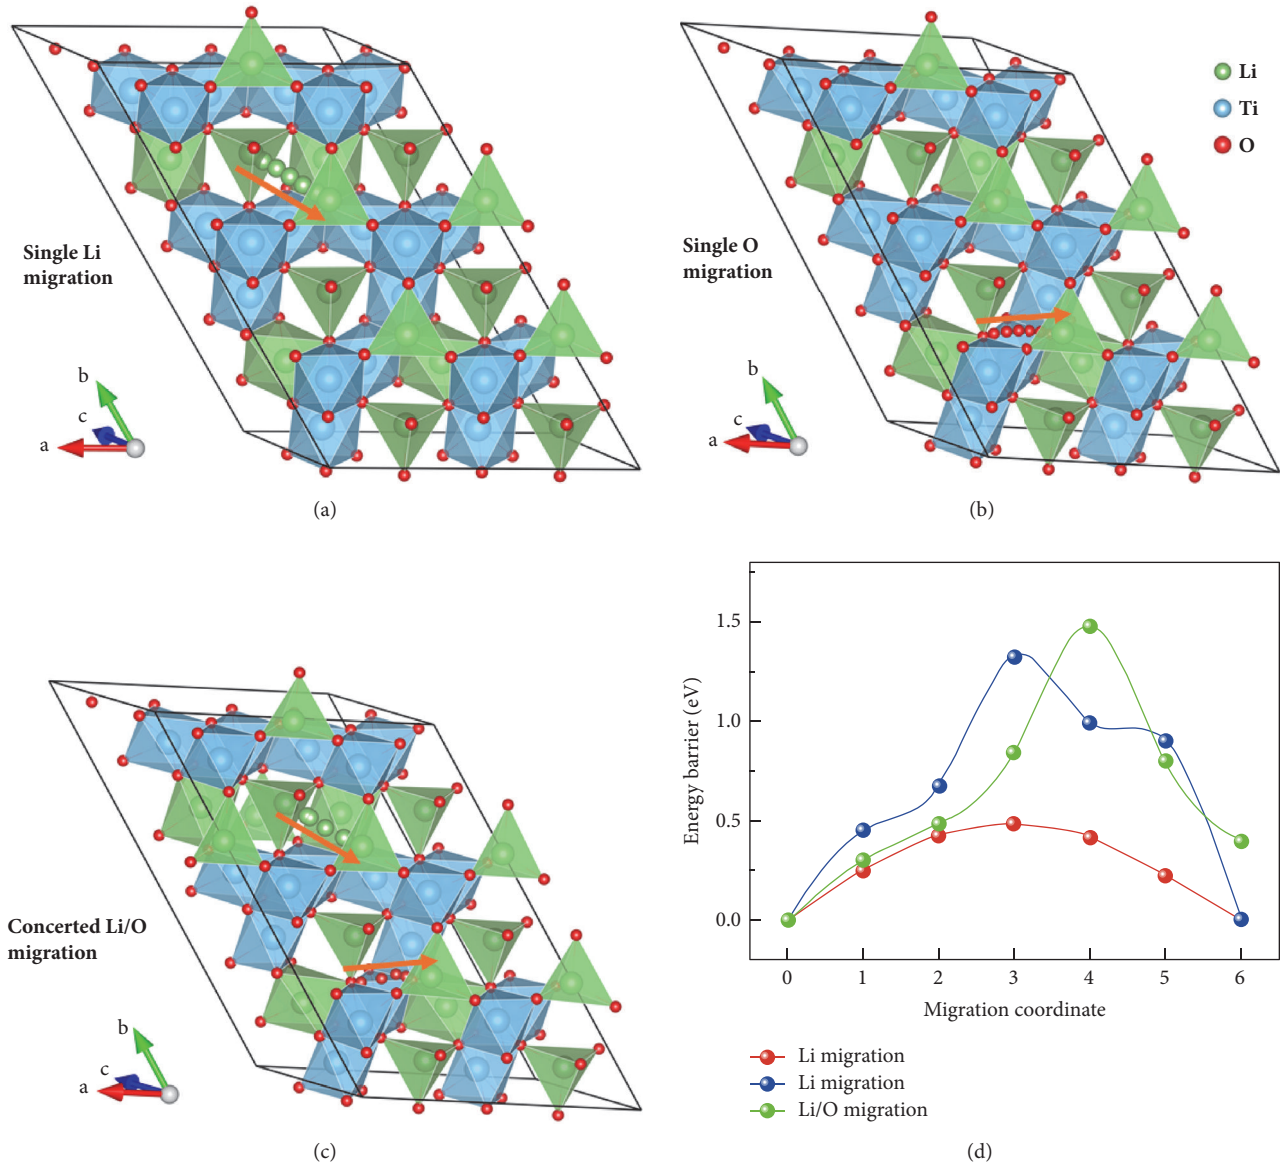 Li
Ti
O
Single Li
migration
b
c
a
(a)
Single O
migration
b
c
a
(b)
Concerted Li/O
migration
b
c
a
(c)
Energy barrier (eV)
1.5
1.0
0.5
0.0
0 1 2 3 4 5 6
Migration coordinate
Li migration
Li migration
Li/O migration
(d)